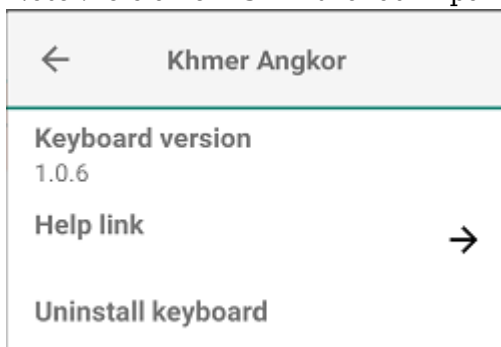 Khmer Angkor
Keyboard version
1.0.6
Help link
Uninstall keyboard